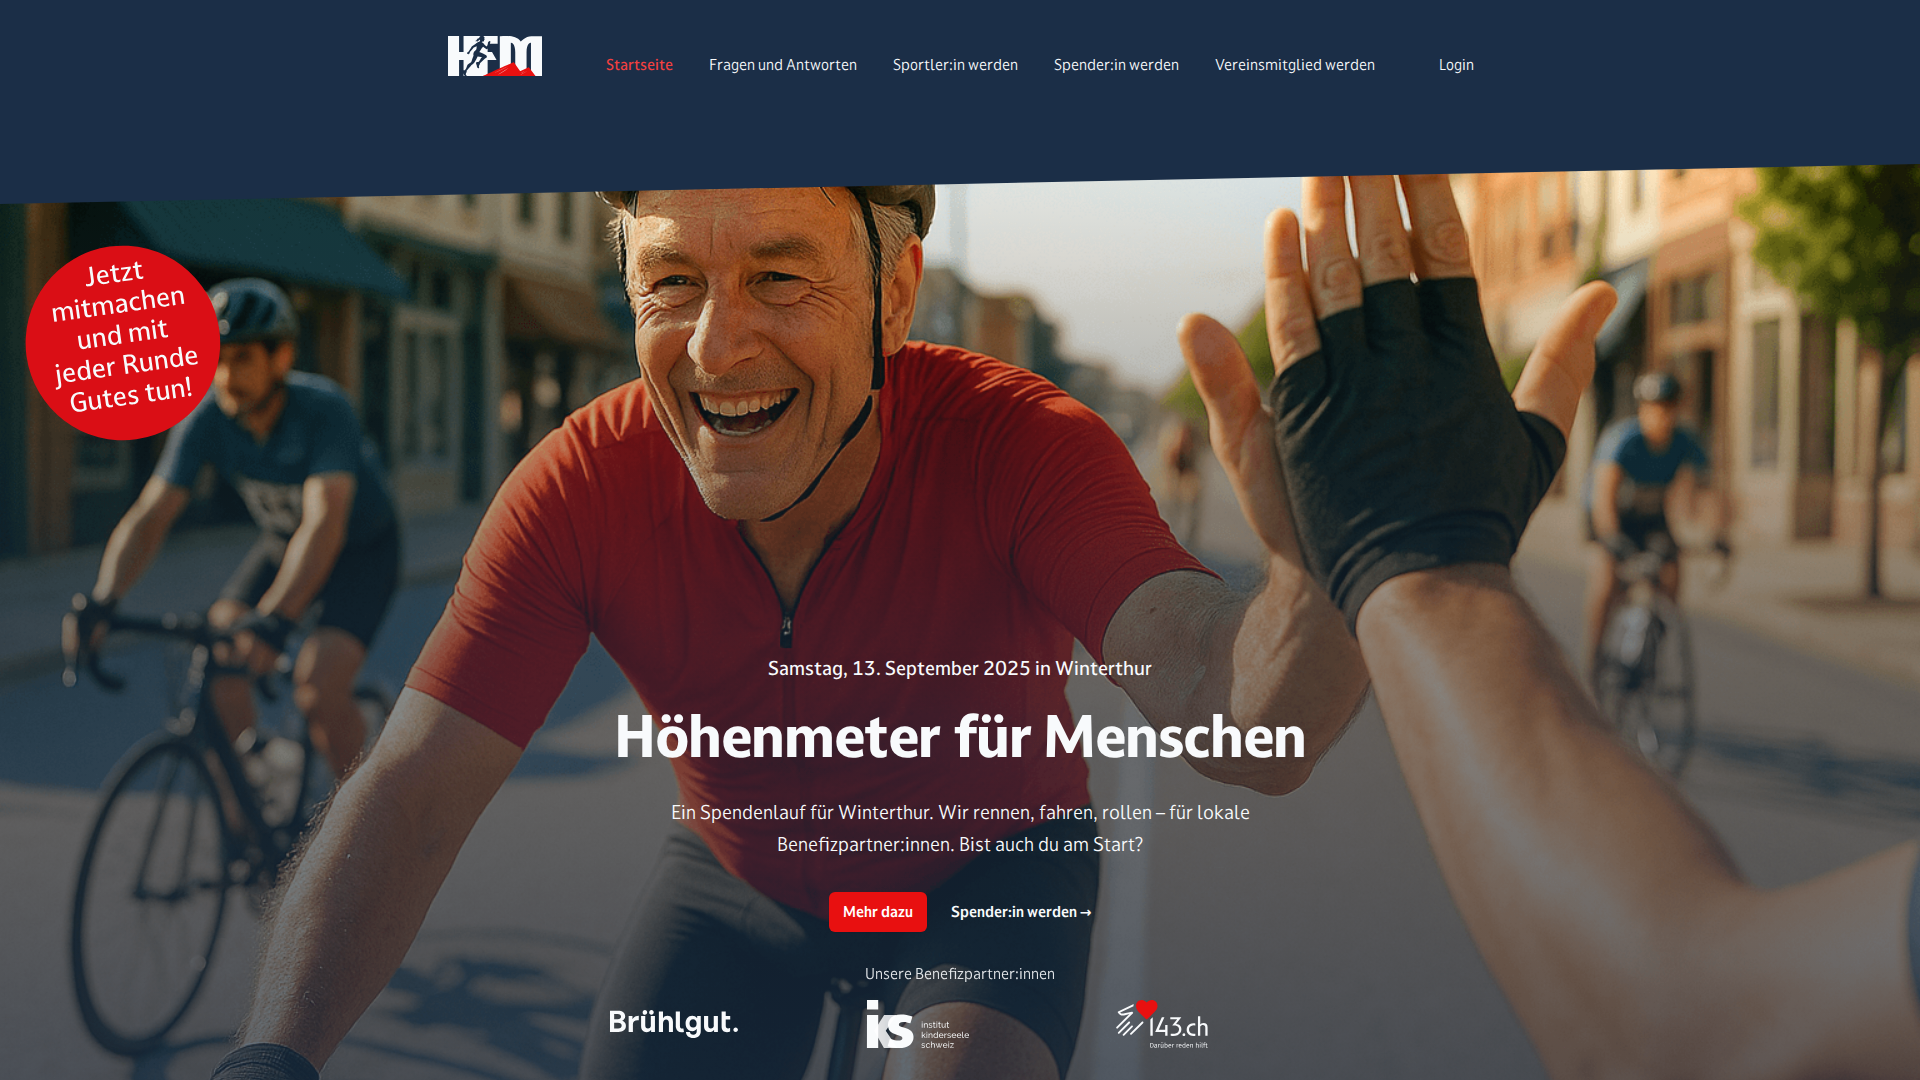 HFM
Startseite
Fragen und Antworten
Sportler:in werden
Spender:in werden
Vereinsmitglied werden
Login
Jetzt
mitmachen
und mit
jeder Runde
Gutes tun!
Samstag, 13. September 2025 in Winterthur
Höhenmeter für Menschen
Ein Spendenlauf für Winterthur. Wir rennen, fahren, rollen – für lokale
Benefizpartner:innen. Bist auch du am Start?
Mehr dazu
Spender:in werden →
Unsere Benefizpartner:innen
Brühlgut.
iks
institut
kinderseele
schweiz
143.ch
Darüber reden hilft